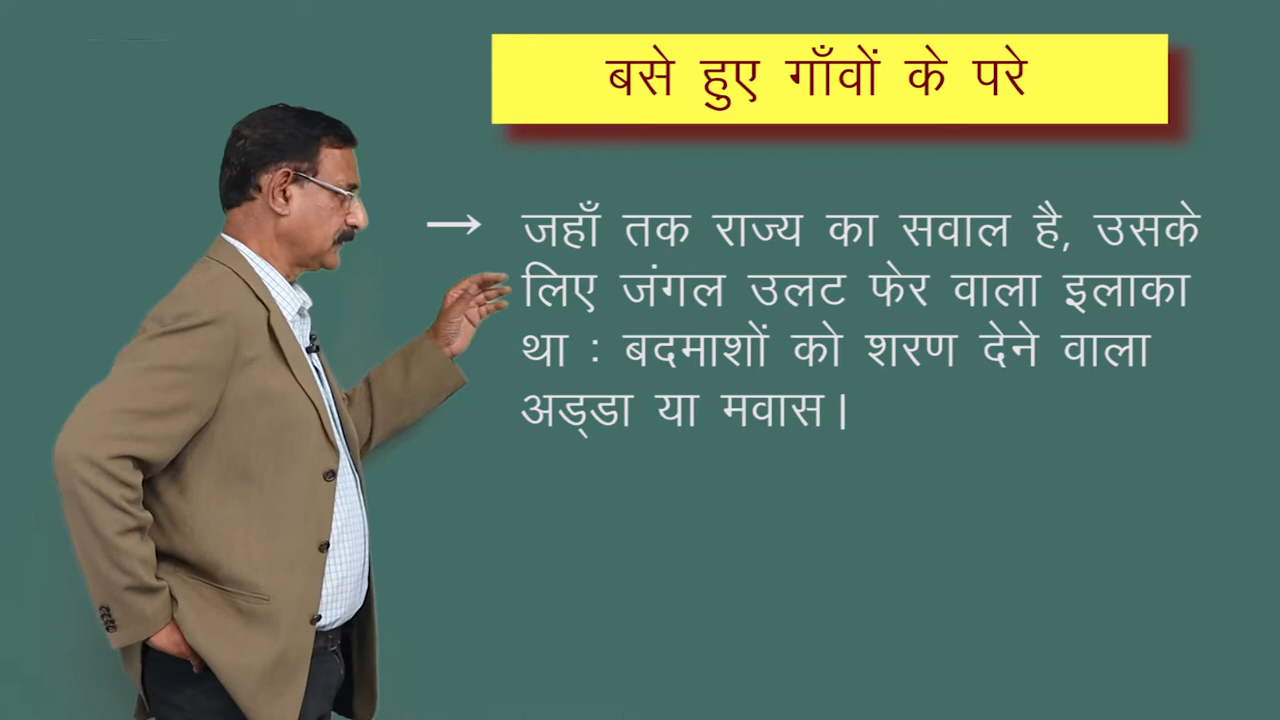 बसे हुए गाँवों के परे
→ जहाँ तक राज्य का सवाल है, उसके
लिए जंगल उलट फेर वाला इलाका
था : बदमाशों को शरण देने वाला
अड्डा या मवास।